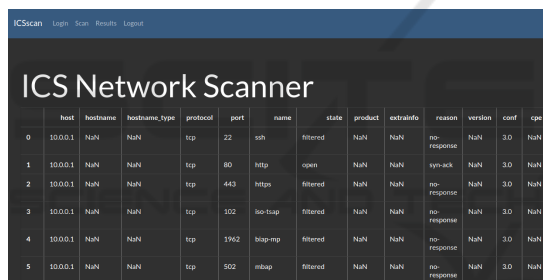 ICSscan Login Scan Results Logout
ICS Network Scanner
host hostname hostname_type protocol port name state product extrainfo reason version conf cpe
0 10.0.0.1 NaN NaN tcp 22 ssh filtered NaN NaN no-response NaN 3.0 NaN
1 10.0.0.1 NaN NaN tcp 80 http open NaN NaN syn-ack NaN 3.0 NaN
2 10.0.0.1 NaN NaN tcp 443 https filtered NaN NaN no-response NaN 3.0 NaN
3 10.0.0.1 NaN NaN tcp 102 iso-tsap filtered NaN NaN no-response NaN 3.0 NaN
4 10.0.0.1 NaN NaN tcp 1962 biap-mp filtered NaN NaN no-response NaN 3.0 NaN
5 10.0.0.1 NaN NaN tcp 502 mbap filtered NaN NaN no-response NaN 3.0 NaN